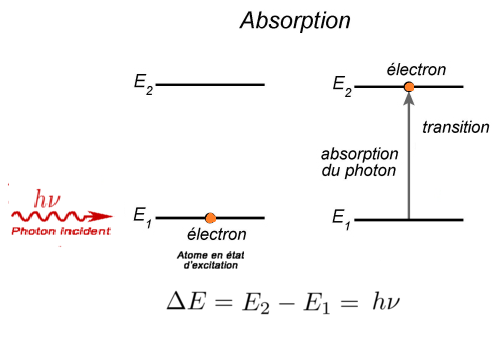 Absorption
E2
E2
électron
transition
absorption
du photon
hν
Photon incident
E1
électron
E1
Atome en état
d'excitation
ΔE = E2 − E1 = hν